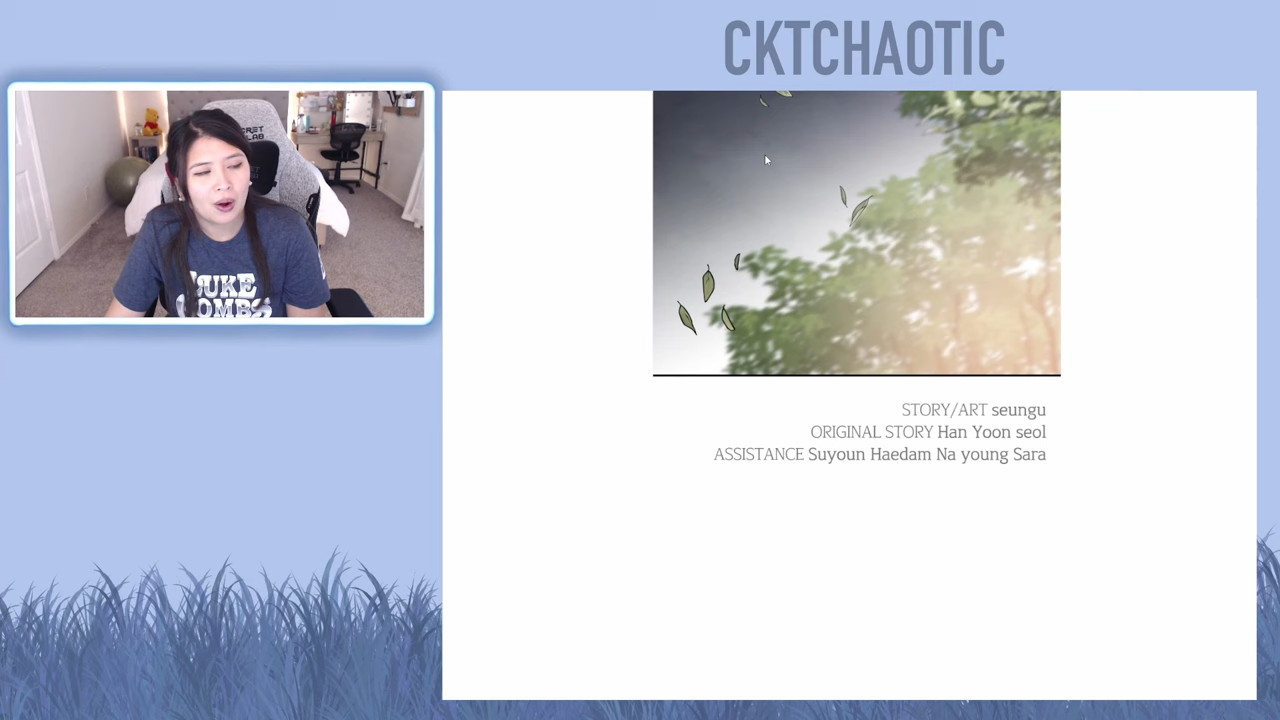 CKTCHAOTIC
STORY/ART seungu
ORIGINAL STORY Han Yoon seol
ASSISTANCE Suyoun Haedam Na young Sara